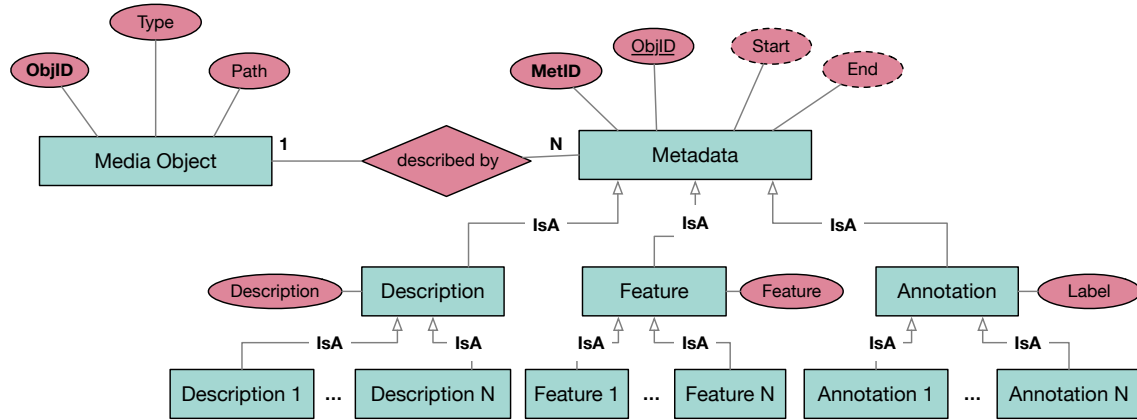 Type
ObjID
Path
Media Object
1
described by
N
MetID
ObjID
Start
End
Metadata
IsA
IsA
IsA
Description
Description
Feature
Feature
Annotation
Label
IsA
IsA
IsA
IsA
IsA
IsA
Description 1
...
Description N
Feature 1
...
Feature N
Annotation 1
...
Annotation N